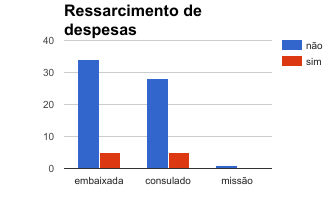 Ressarcimento de
despesas
não
sim
40
30
20
10
0
embaixada
consulado
missão